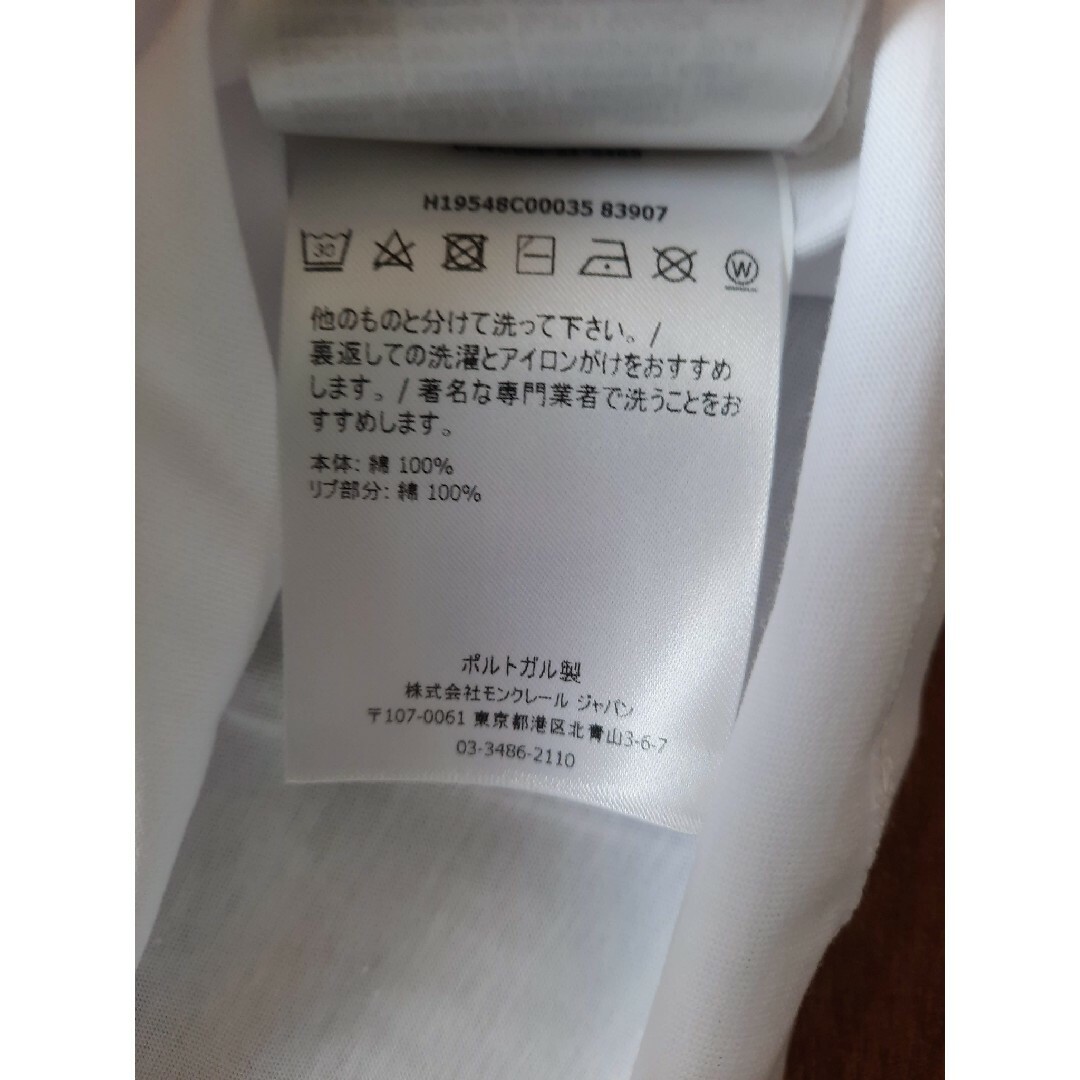 H19548C00035 83907
30
W
他のものと分けて洗って下さい。/
裏返しての洗濯とアイロンがけをおすすめ
します。/ 著名な専門業者で洗うことをお
すすめします。
本体: 綿 100%
リブ部分: 綿 100%
ポルトガル製
株式会社モンクレール ジャパン
〒107-0061 東京都港区北青山3-6-7
03-3486-2110